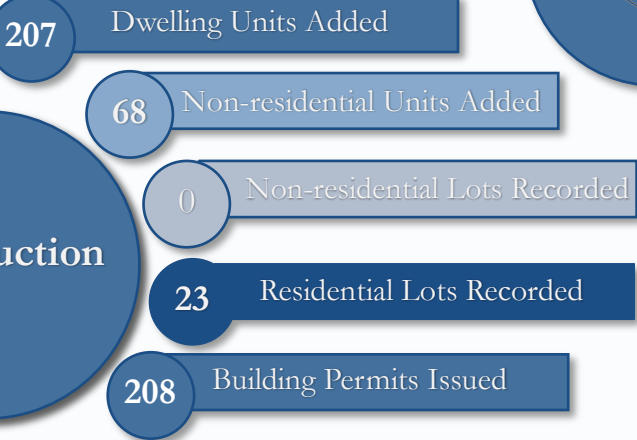 207 Dwelling Units Added
68 Non-residential Units Added
0 Non-residential Lots Recorded
uction
23 Residential Lots Recorded
208 Building Permits Issued